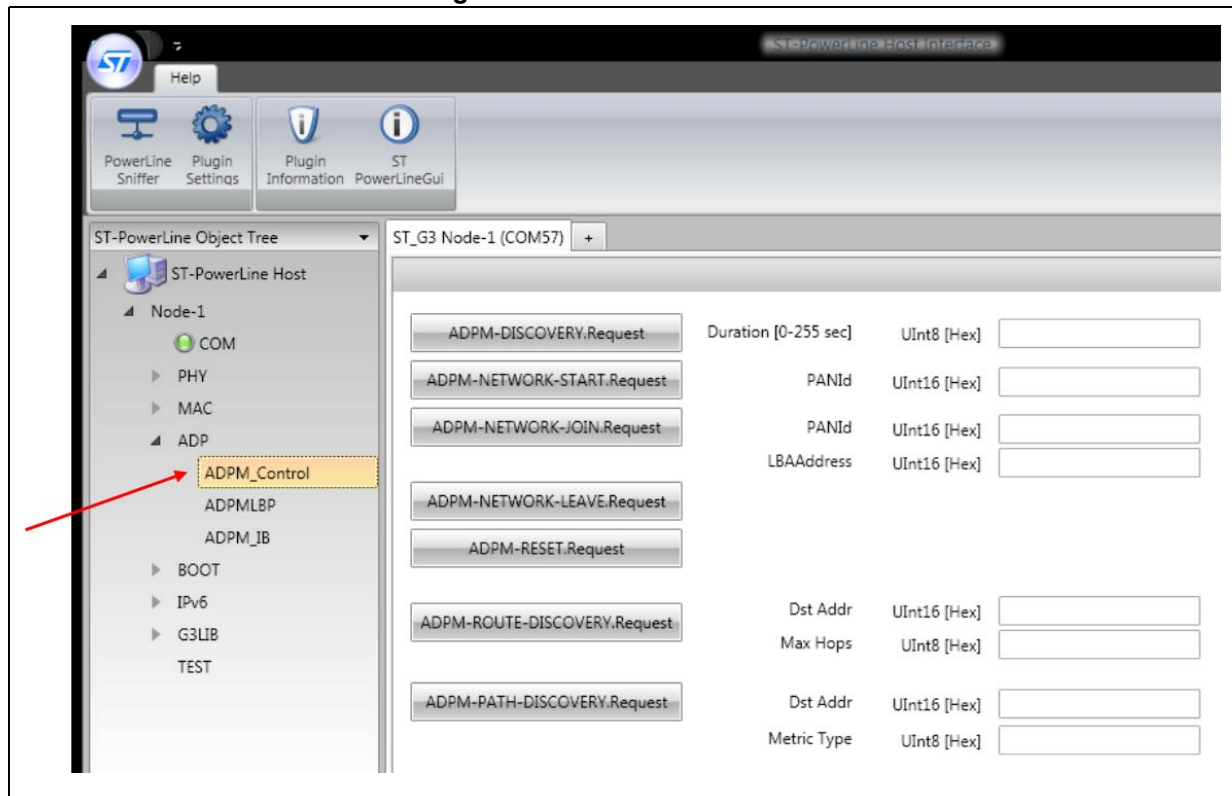 ST-PowerLine Host Interface
ST
Help
PowerLine Sniffer
Plugin Settings
Plugin Information
ST PowerLineGui
ST-PowerLine Object Tree
ST-PowerLine Host
Node-1
COM
PHY
MAC
ADP
ADPM_Control
ADPMLBP
ADPM_IB
BOOT
IPv6
G3LIB
TEST
ST_G3 Node-1 (COM57) +
ADPM-DISCOVERY.Request Duration [0-255 sec] UInt8 [Hex]
ADPM-NETWORK-START.Request PANId UInt16 [Hex]
ADPM-NETWORK-JOIN.Request PANId UInt16 [Hex]
LBAAddress UInt16 [Hex]
ADPM-NETWORK-LEAVE.Request
ADPM-RESET.Request
ADPM-ROUTE-DISCOVERY.Request Dst Addr UInt16 [Hex]
Max Hops UInt8 [Hex]
ADPM-PATH-DISCOVERY.Request Dst Addr UInt16 [Hex]
Metric Type UInt8 [Hex]